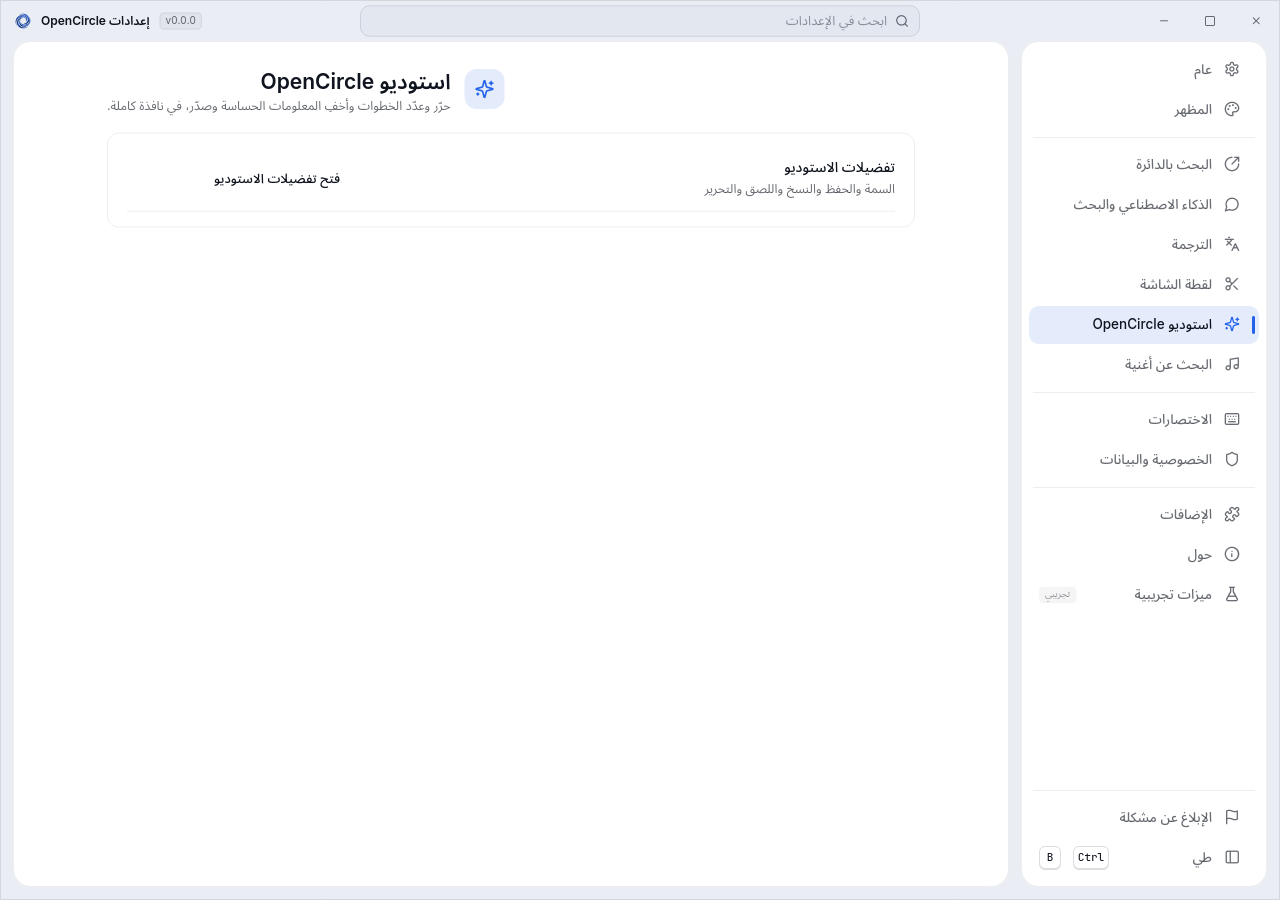 إعدادات OpenCircle
v0.0.0
ابحث في الإعدادات
عام
المظهر
البحث بالدائرة
الذكاء الاصطناعي والبحث
الترجمة
لقطة الشاشة
استوديو OpenCircle
البحث عن أغنية
الاختصارات
الخصوصية والبيانات
الإضافات
حول
ميزات تجريبية
تجريبي
الإبلاغ عن مشكلة
طي
Ctrl B
استوديو OpenCircle
حرّر وعدّد الخطوات وأخفِ المعلومات الحساسة وصدّر، في نافذة كاملة.
تفضيلات الاستوديو
السمة والحفظ والنسخ واللصق والتحرير
فتح تفضيلات الاستوديو